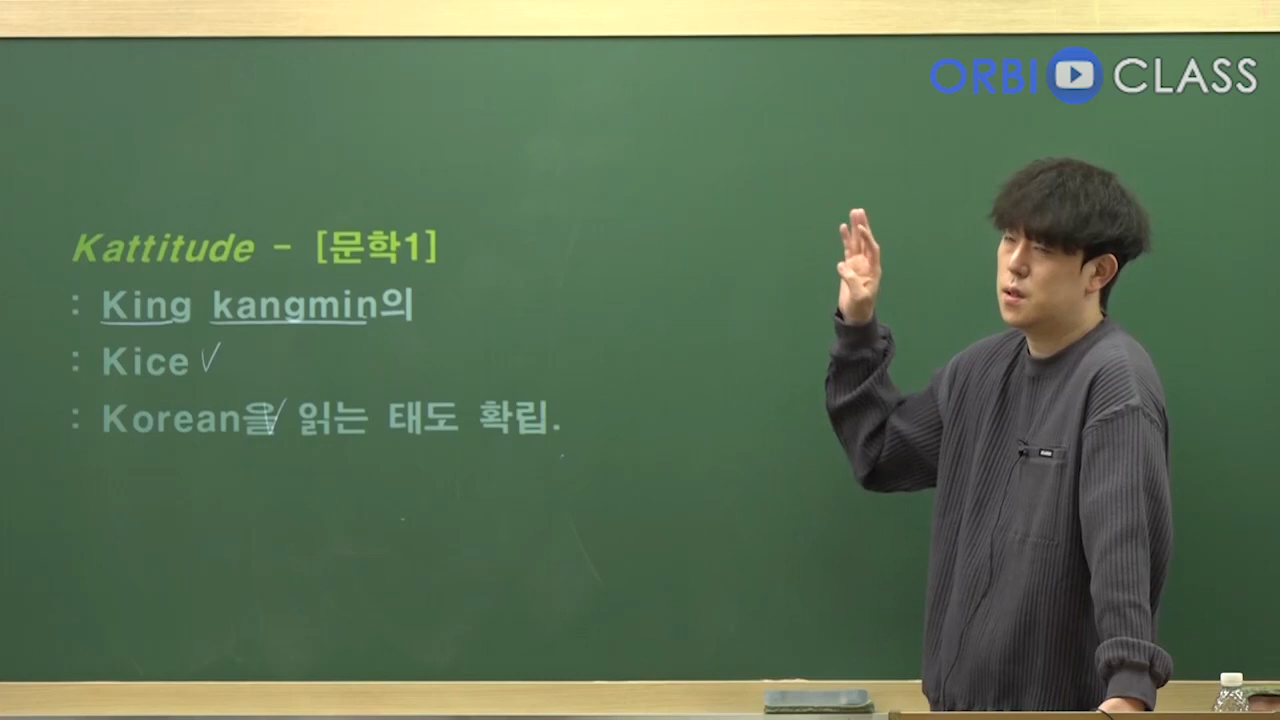 ORBI CLASS
Kattitude - [문학1]
: King kangmin의
: Kice
: Korean을 읽는 태도 확립.